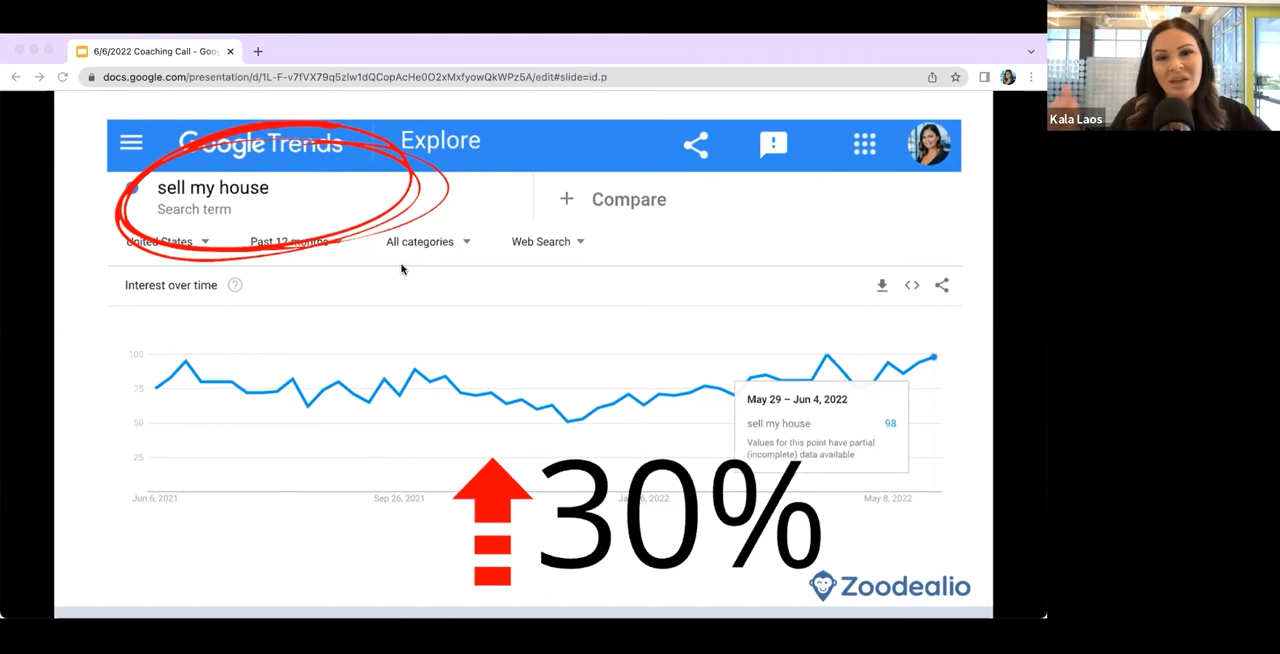 6/6/2022 Coaching Call - Goo
docs.google.com/presentation/d/1L-F-v7fVX79q5zIw1dQCopAcHe0O2xMxfyowQkWPz5A/edit#slide=id.p
Kala Laos
Google Trends Explore
sell my house
Search term
+ Compare
United States Past 12 months All categories Web Search
Interest over time ?
100
75
50
25
May 29 – Jun 4, 2022
sell my house 98
Values for this point have partial
(incomplete) data available
Jun 6, 2021 Sep 26, 2021 2022 May 8, 2022
30%
Zoodealio